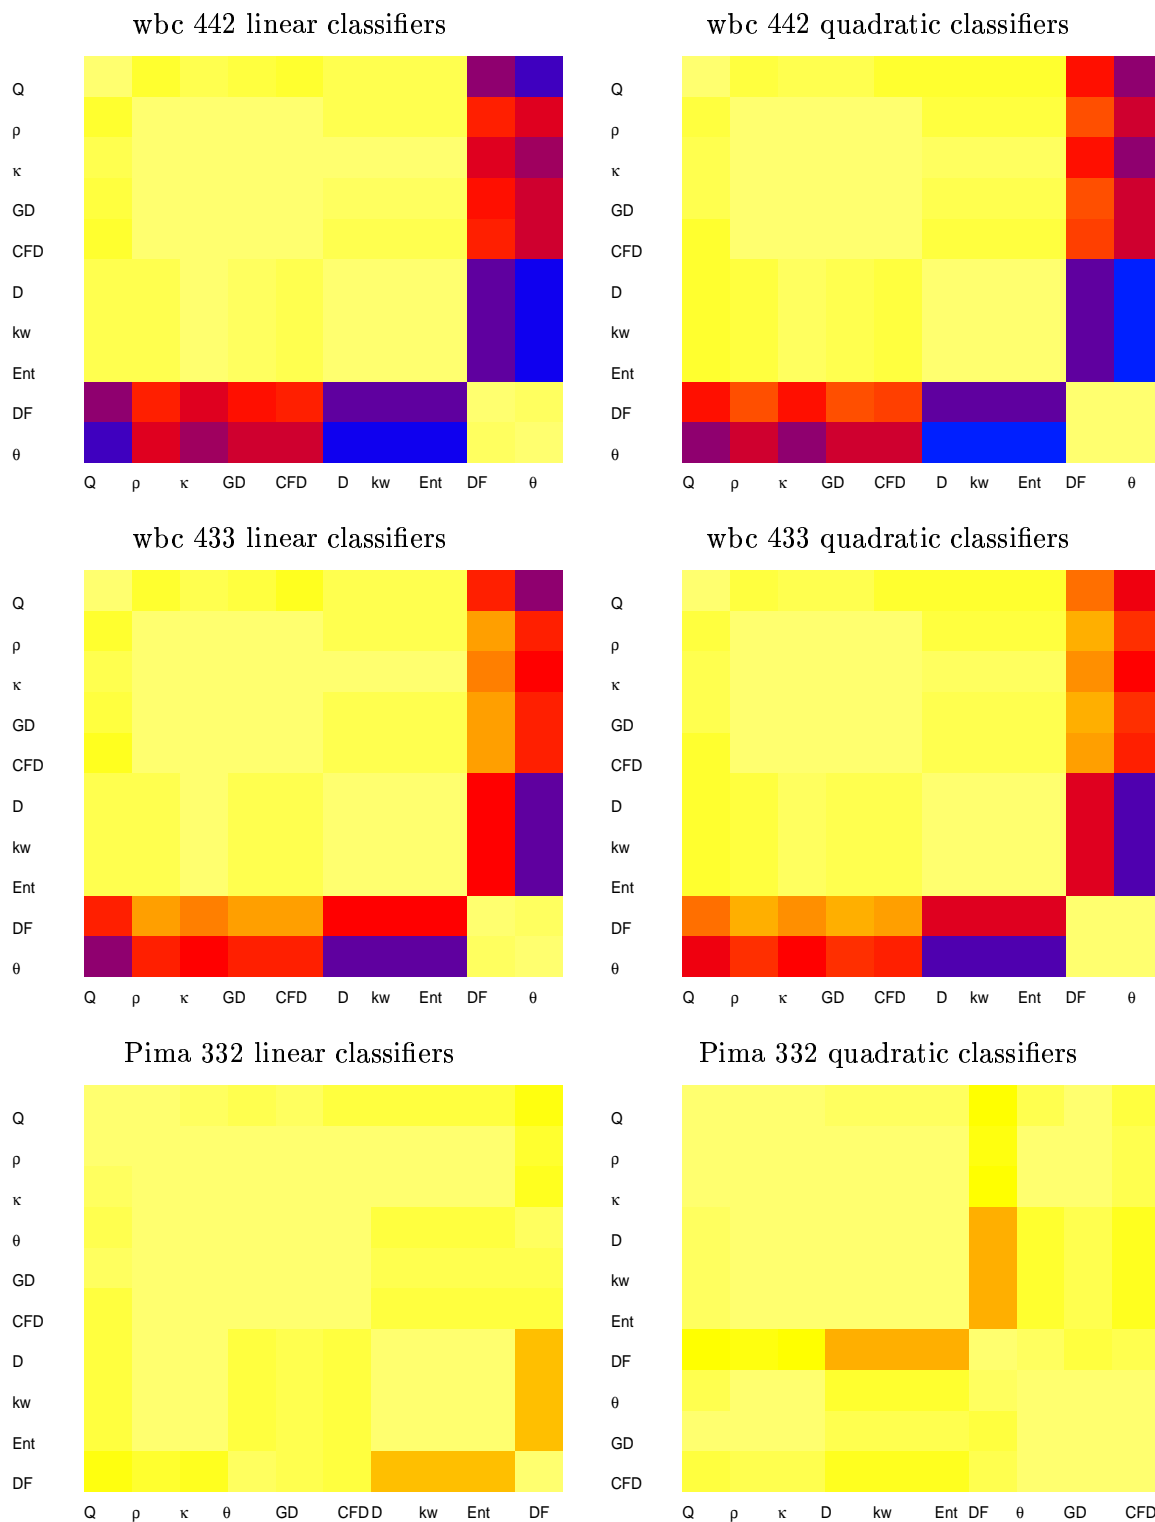 wbc 442 linear classifiers
Q
ρ
κ
GD
CFD
D
kw
Ent
DF
θ
Q ρ κ GD CFD D kw Ent DF θ
wbc 442 quadratic classifiers
Q
ρ
κ
GD
CFD
D
kw
Ent
DF
θ
Q ρ κ GD CFD D kw Ent DF θ
wbc 433 linear classifiers
Q
ρ
κ
GD
CFD
D
kw
Ent
DF
θ
Q ρ κ GD CFD D kw Ent DF θ
wbc 433 quadratic classifiers
Q
ρ
κ
GD
CFD
D
kw
Ent
DF
θ
Q ρ κ GD CFD D kw Ent DF θ
Pima 332 linear classifiers
Q
ρ
κ
θ
GD
CFD
D
kw
Ent
DF
Q ρ κ θ GD CFD D kw Ent DF
Pima 332 quadratic classifiers
Q
ρ
κ
D
kw
Ent
DF
θ
GD
CFD
Q ρ κ D kw Ent DF θ GD CFD